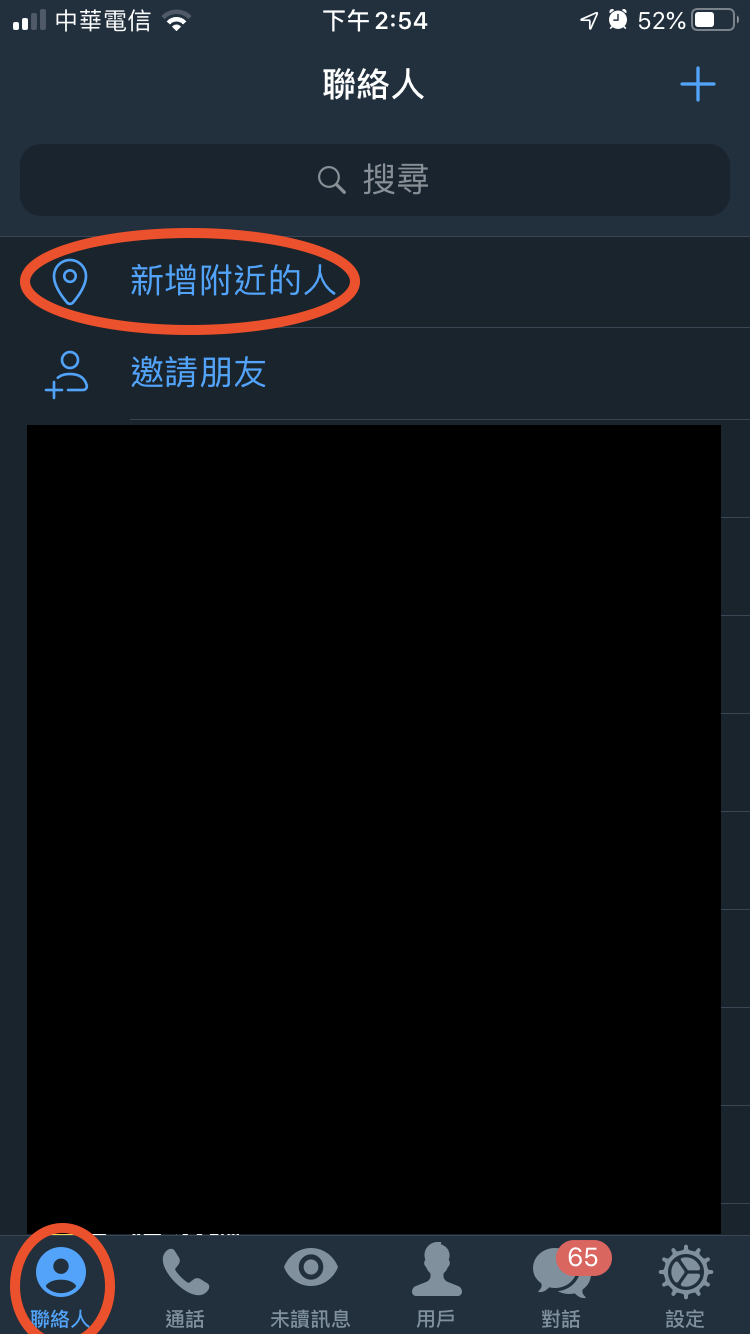 中華電信 下午2:54 52%
聯絡人
搜尋
新增附近的人
邀請朋友
65
聯絡人 通話 未讀訊息 用戶 對話 設定